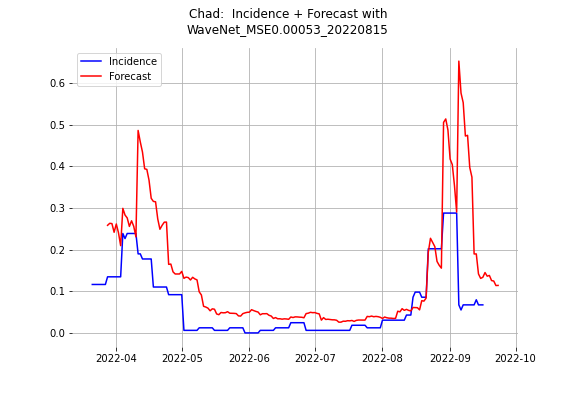 Chad:  Incidence + Forecast with
WaveNet_MSE0.00053_20220815
Incidence
Forecast
0.6
0.5
0.4
0.3
0.2
0.1
0.0
2022-04 2022-05 2022-06 2022-07 2022-08 2022-09 2022-10